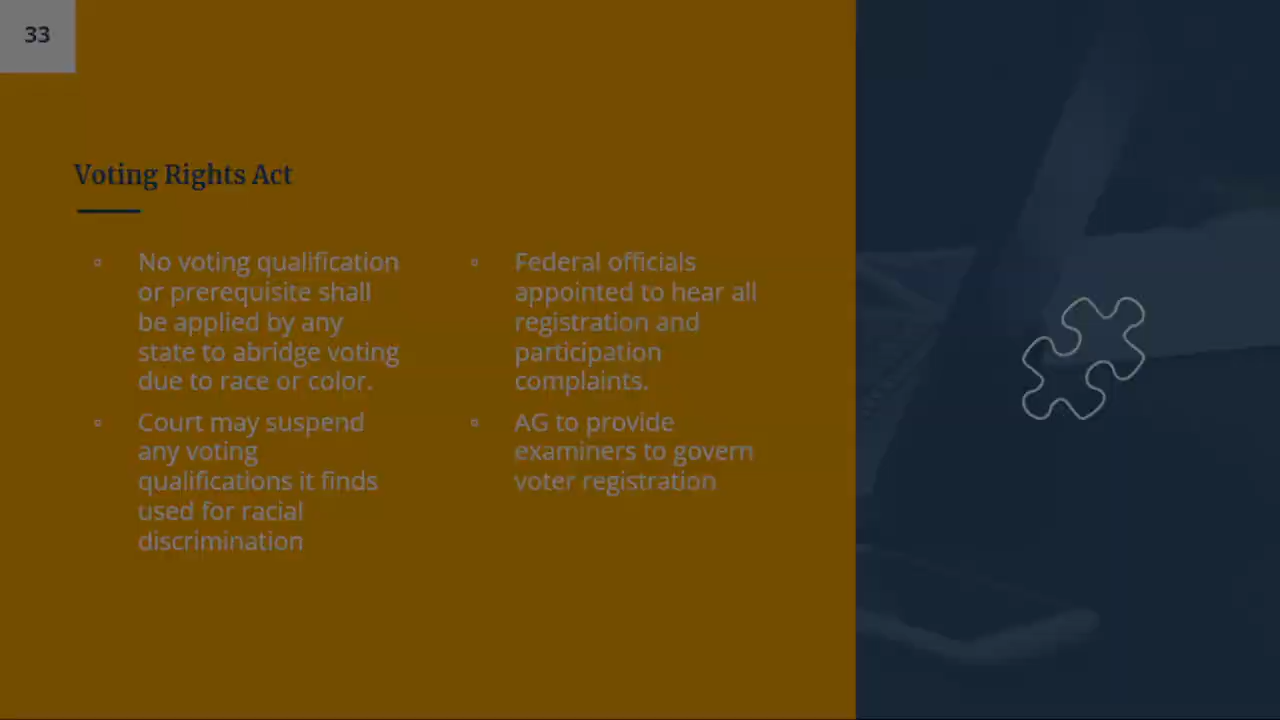 33
Voting Rights Act
▫ No voting qualification
or prerequisite shall
be applied by any
state to abridge voting
due to race or color.
▫ Court may suspend
any voting
qualifications it finds
used for racial
discrimination
▫ Federal officials
appointed to hear all
registration and
participation
complaints.
▫ AG to provide
examiners to govern
voter registration